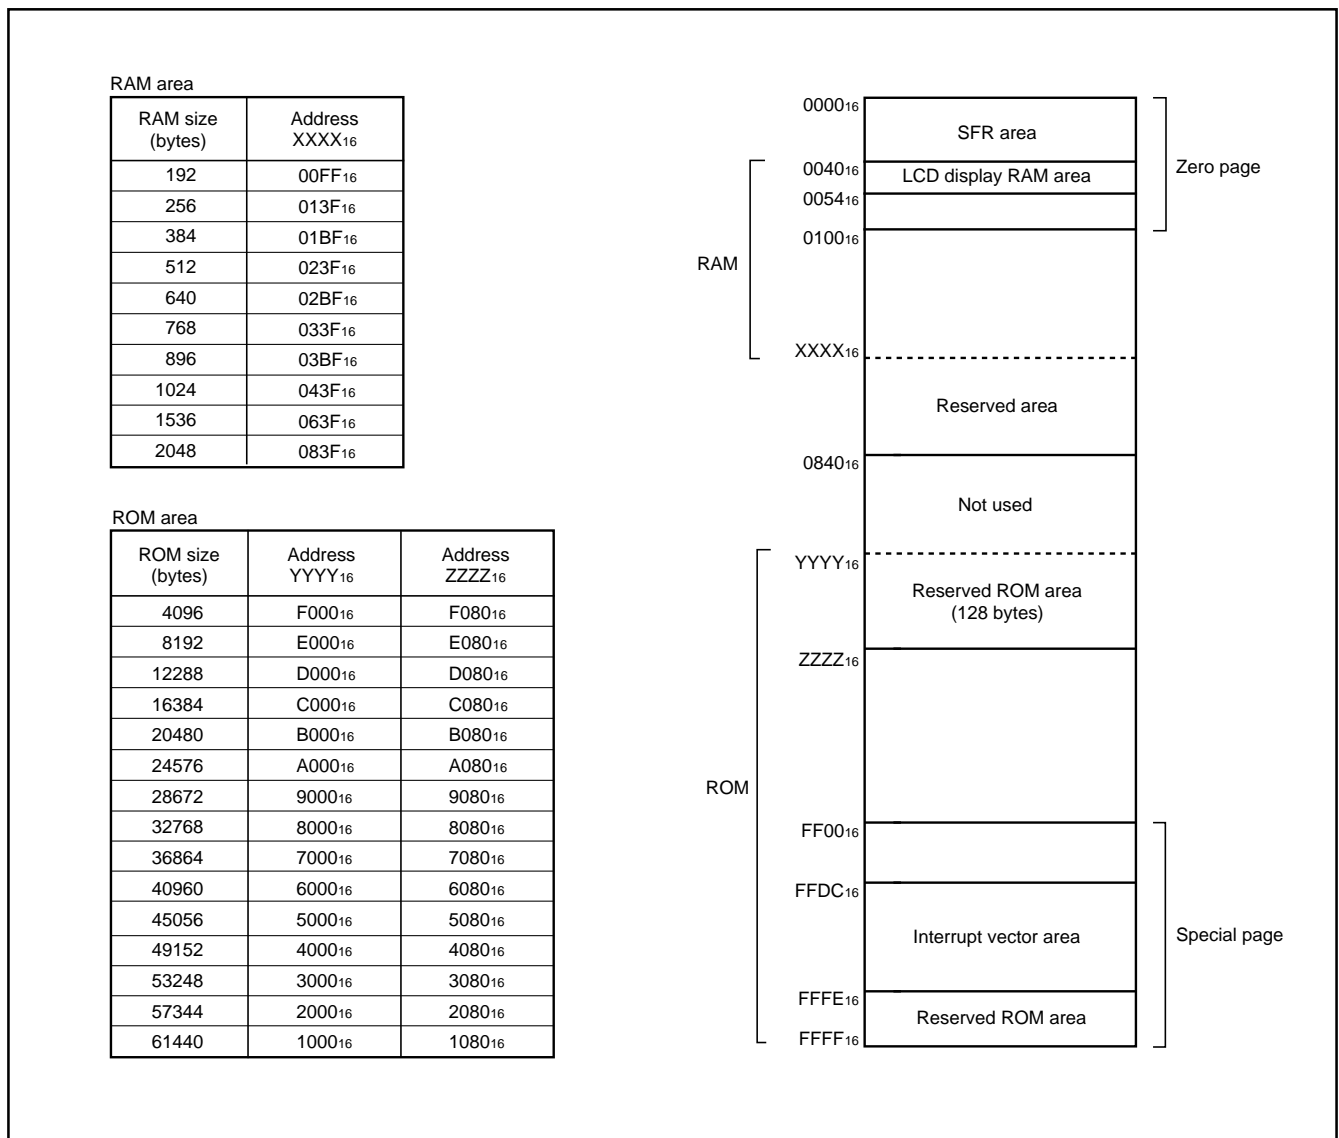 RAM area
RAM size
(bytes)
Address
XXXX16
192 00FF16
256 013F16
384 01BF16
512 023F16
640 02BF16
768 033F16
896 03BF16
1024 043F16
1536 063F16
2048 083F16
ROM area
ROM size
(bytes)
Address
YYYY16
Address
ZZZZ16
4096 F00016 F08016
8192 E00016 E08016
12288 D00016 D08016
16384 C00016 C08016
20480 B00016 B08016
24576 A00016 A08016
28672 900016 908016
32768 800016 808016
36864 700016 708016
40960 600016 608016
45056 500016 508016
49152 400016 408016
53248 300016 308016
57344 200016 208016
61440 100016 108016
000016
SFR area
Zero page
004016
LCD display RAM area
005416
010016
RAM
XXXX16
Reserved area
084016
Not used
YYYY16
Reserved ROM area
(128 bytes)
ZZZZ16
ROM
FF0016
FFDC16
Interrupt vector area
Special page
FFFE16
Reserved ROM area
FFFF16